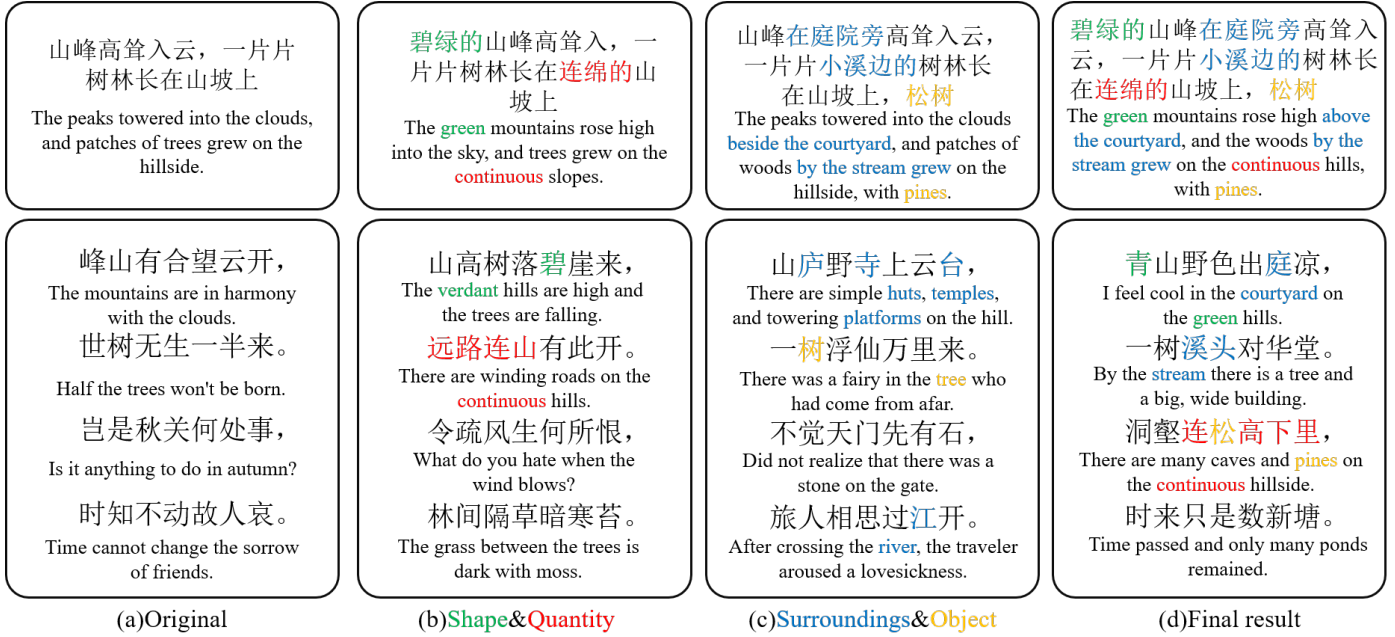 山峰高耸入云，一片片
树林长在山坡上
The peaks towered into the clouds,
and patches of trees grew on the
hillside.
碧绿的山峰高耸入，一
片片树林长在连绵的山
坡上
The green mountains rose high
into the sky, and trees grew on the
continuous slopes.
山峰在庭院旁高耸入云，
一片片小溪边的树林长
在山坡上，松树
The peaks towered into the clouds
beside the courtyard, and patches of
woods by the stream grew on the
hillside, with pines.
碧绿的山峰在庭院旁高耸入
云，一片片小溪边的树林长
在连绵的山坡上，松树
The green mountains rose high above
the courtyard, and the woods by the
stream grew on the continuous hills,
with pines.
峰山有合望云开，
The mountains are in harmony
with the clouds.
世树无生一半来。
Half the trees won't be born.
岂是秋关何处事，
Is it anything to do in autumn?
时知不动故人哀。
Time cannot change the sorrow
of friends.
山高树落碧崖来，
The verdant hills are high and
the trees are falling.
远路连山有此开。
There are winding roads on the
continuous hills.
令疏风生何所恨，
What do you hate when the
wind blows?
林间隔草暗寒苔。
The grass between the trees is
dark with moss.
山庐野寺上云台，
There are simple huts, temples,
and towering platforms on the hill.
一树浮仙万里来。
There was a fairy in the tree who
had come from afar.
不觉天门先有石，
Did not realize that there was a
stone on the gate.
旅人相思过江开。
After crossing the river, the traveler
aroused a lovesickness.
青山野色出庭凉，
I feel cool in the courtyard on
the green hills.
一树溪头对华堂。
By the stream there is a tree and
a big, wide building.
洞壑连松高下里，
There are many caves and pines on
the continuous hillside.
时来只是数新塘。
Time passed and only many ponds
remained.
(a)Original
(b)Shape&Quantity
(c)Surroundings&Object
(d)Final result